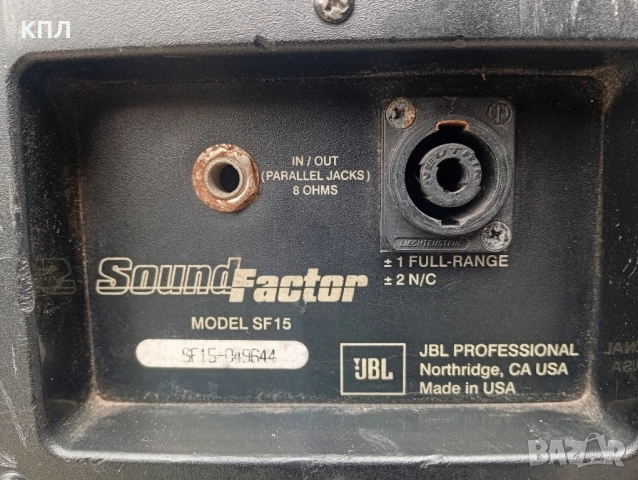 КПЛ
IN / OUT
(PARALLEL JACKS)
8 OHMS
NEUTRIK
LIECHTENSTEIN
± 1 FULL-RANGE
± 2 N/C
SoundFactor
MODEL SF15
SF15-049644
JBL
JBL PROFESSIONAL
Northridge, CA USA
Made in USA
BAZAR